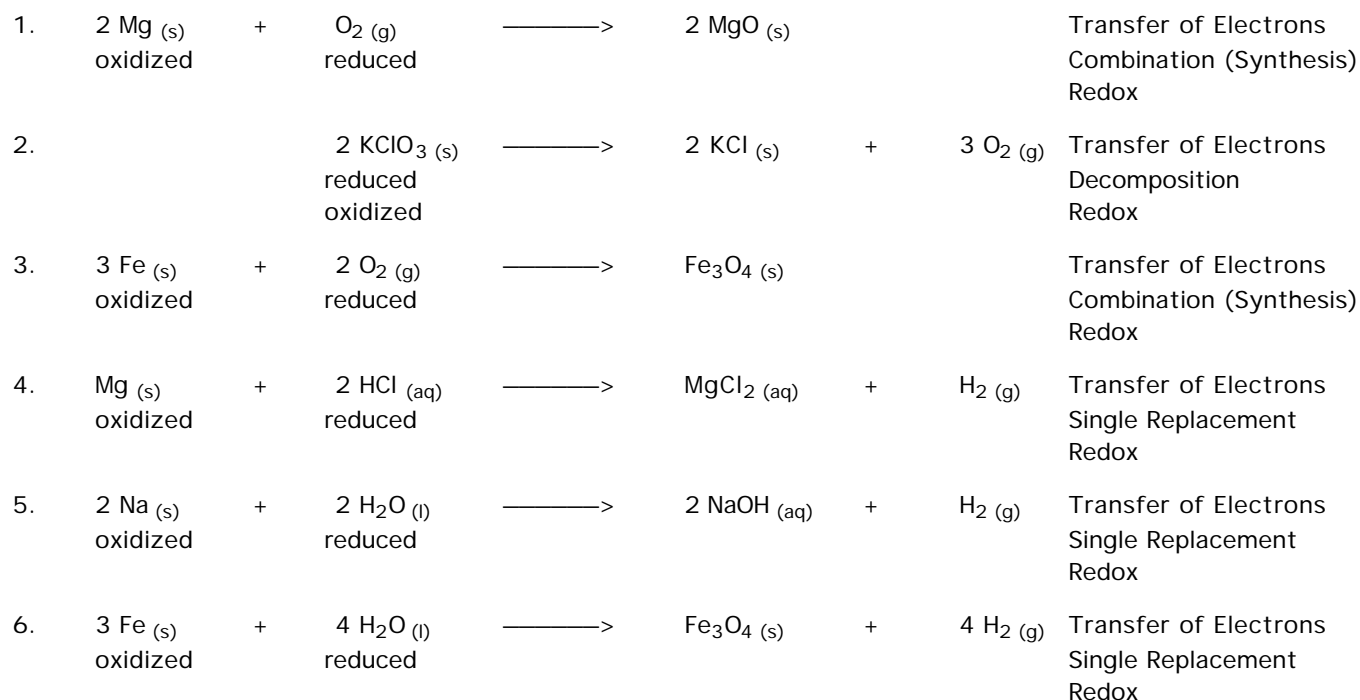 1. 2 Mg (s) + O2 (g) ————> 2 MgO (s) Transfer of Electrons
oxidized reduced Combination (Synthesis)
Redox
2. 2 KClO3 (s) ————> 2 KCl (s) + 3 O2 (g) Transfer of Electrons
reduced Decomposition
oxidized Redox
3. 3 Fe (s) + 2 O2 (g) ————> Fe3O4 (s) Transfer of Electrons
oxidized reduced Combination (Synthesis)
Redox
4. Mg (s) + 2 HCl (aq) ————> MgCl2 (aq) + H2 (g) Transfer of Electrons
oxidized reduced Single Replacement
Redox
5. 2 Na (s) + 2 H2O (l) ————> 2 NaOH (aq) + H2 (g) Transfer of Electrons
oxidized reduced Single Replacement
Redox
6. 3 Fe (s) + 4 H2O (l) ————> Fe3O4 (s) + 4 H2 (g) Transfer of Electrons
oxidized reduced Single Replacement
Redox